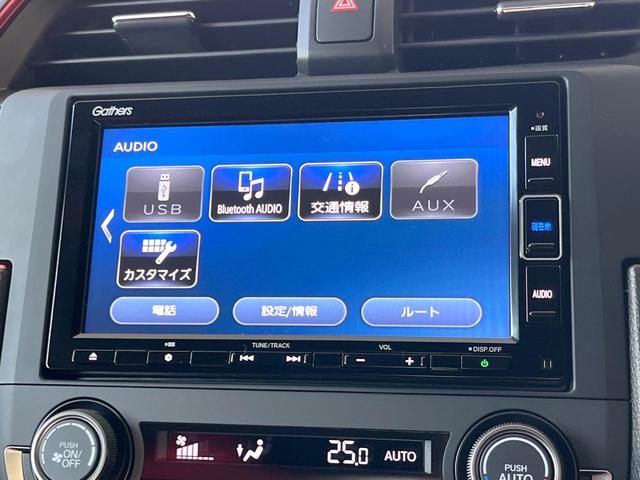 Gathers
■画質
AUDIO
MENU
USB
Bluetooth AUDIO
交通情報
AUX
現在地
カスタマイズ
AUDIO
電話
設定/情報
ルート
TUNE/TRACK
VOL
■DISP.OFF
PUSH
ON/
OFF
25.0
AUTO
PUSH
AUTO